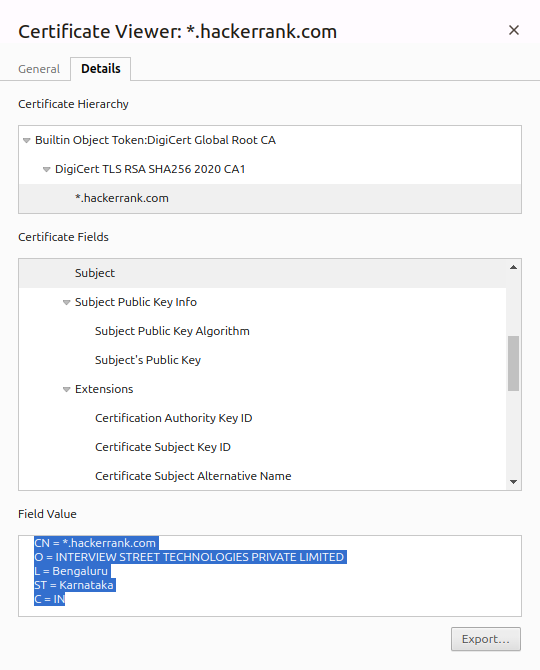 Certificate Viewer: *.hackerrank.com
General Details
Certificate Hierarchy
Builtin Object Token:DigiCert Global Root CA
DigiCert TLS RSA SHA256 2020 CA1
*.hackerrank.com
Certificate Fields
Subject
Subject Public Key Info
Subject Public Key Algorithm
Subject's Public Key
Extensions
Certification Authority Key ID
Certificate Subject Key ID
Certificate Subject Alternative Name
Field Value
CN = *.hackerrank.com
O = INTERVIEW STREET TECHNOLOGIES PRIVATE LIMITED
L = Bengaluru
ST = Karnataka
C = IN
Export...